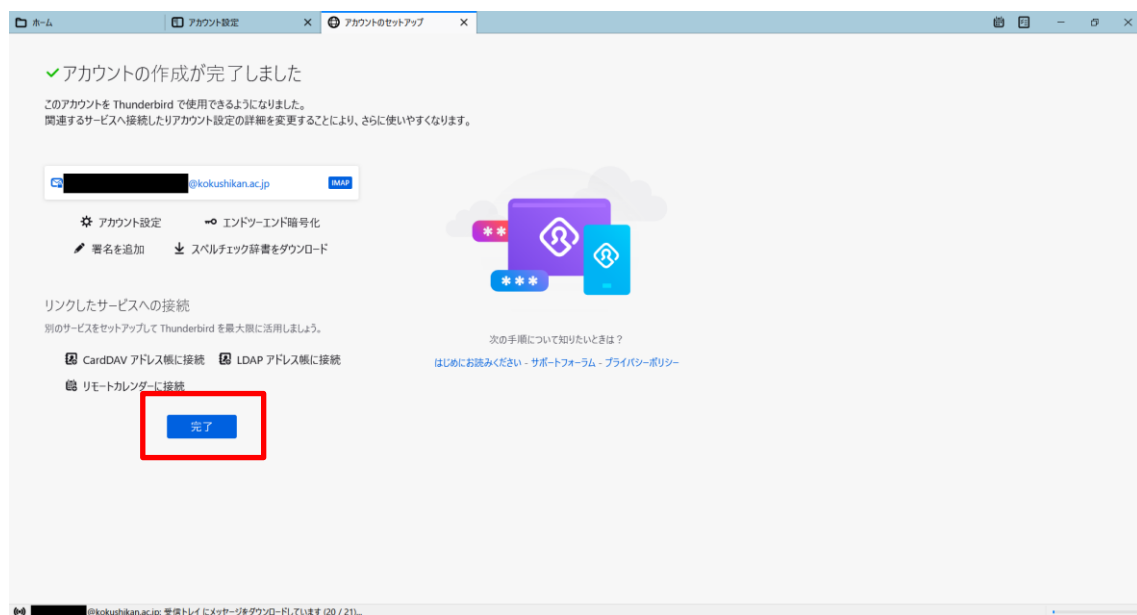 ホーム
アカウント設定
アカウントのセットアップ
アカウントの作成が完了しました
このアカウントを Thunderbird で使用できるようになりました。
関連するサービスへ接続したりアカウント設定の詳細を変更することにより、さらに使いやすくなります。
@kokushikan.ac.jp
IMAP
アカウント設定
エンドツーエンド暗号化
署名を追加
スペルチェック辞書をダウンロード
リンクしたサービスへの接続
別のサービスをセットアップして Thunderbird を最大限に活用しましょう。
CardDAV アドレス帳に接続
LDAP アドレス帳に接続
リモートカレンダーに接続
完了
次の手順について知りたいときは？
はじめにお読みください - サポートフォーラム - プライバシーポリシー
@kokushikan.ac.jp: 受信トレイ にメッセージをダウンロードしています (20 / 21)...